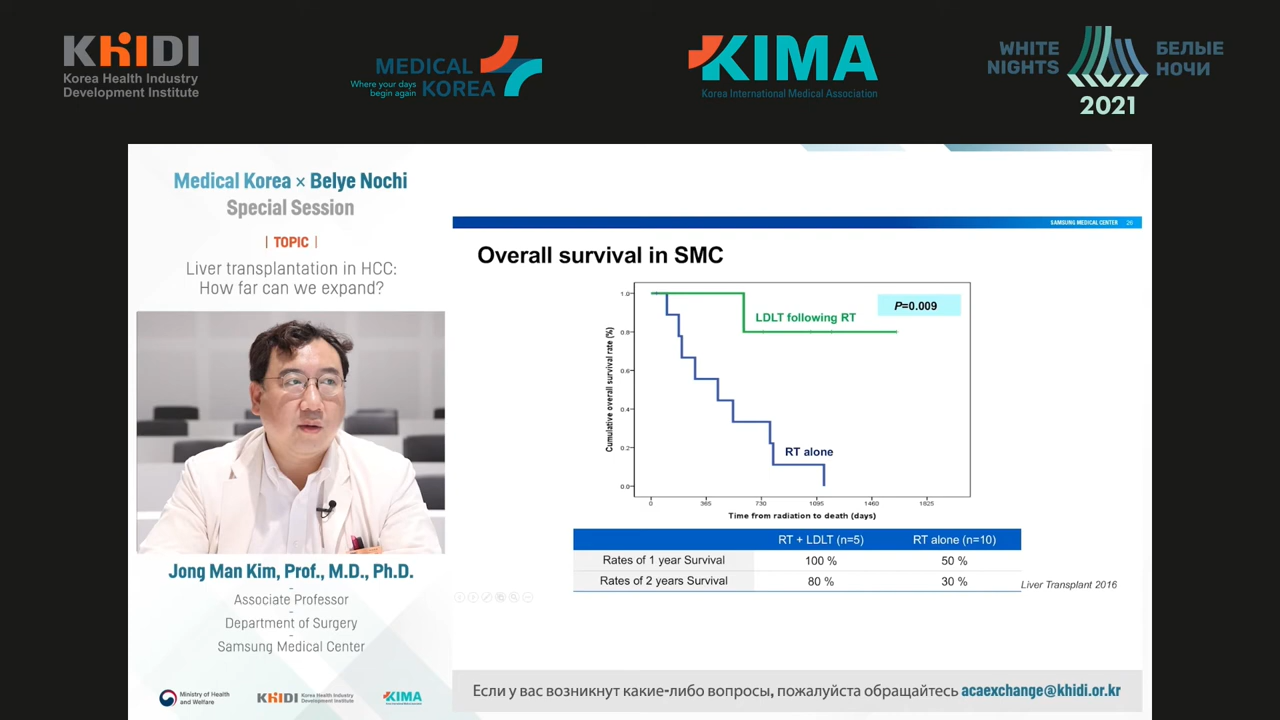 KHIDI
Korea Health Industry
Development Institute
MEDICAL
KOREA
Where your days
begin again
KIMA
Korea International Medical Association
WHITE
NIGHTS
БЕЛЫЕ
НОЧИ
2021
Medical Korea × Belye Nochi
Special Session
| TOPIC |
Liver transplantation in HCC:
How far can we expand?
Jong Man Kim, Prof., M.D., Ph.D.
Associate Professor
Department of Surgery
Samsung Medical Center
Ministry of Health
and Welfare
KHIDI
Korea Health Industry
Development Institute
KIMA
SAMSUNG MEDICAL CENTER
Overall survival in SMC
P=0.009
LDLT following RT
RT alone
Cumulative overall survival rate (%)
1.0
0.8
0.6
0.4
0.2
0.0
0 365 730 1095 1460 1825
Time from radiation to death (days)
RT + LDLT (n=5) RT alone (n=10)
Rates of 1 year Survival 100 % 50 %
Rates of 2 years Survival 80 % 30 %
Liver Transplant 2016
Если у вас возникнут какие-либо вопросы, пожалуйста обращайтесь acaexchange@khidi.or.kr